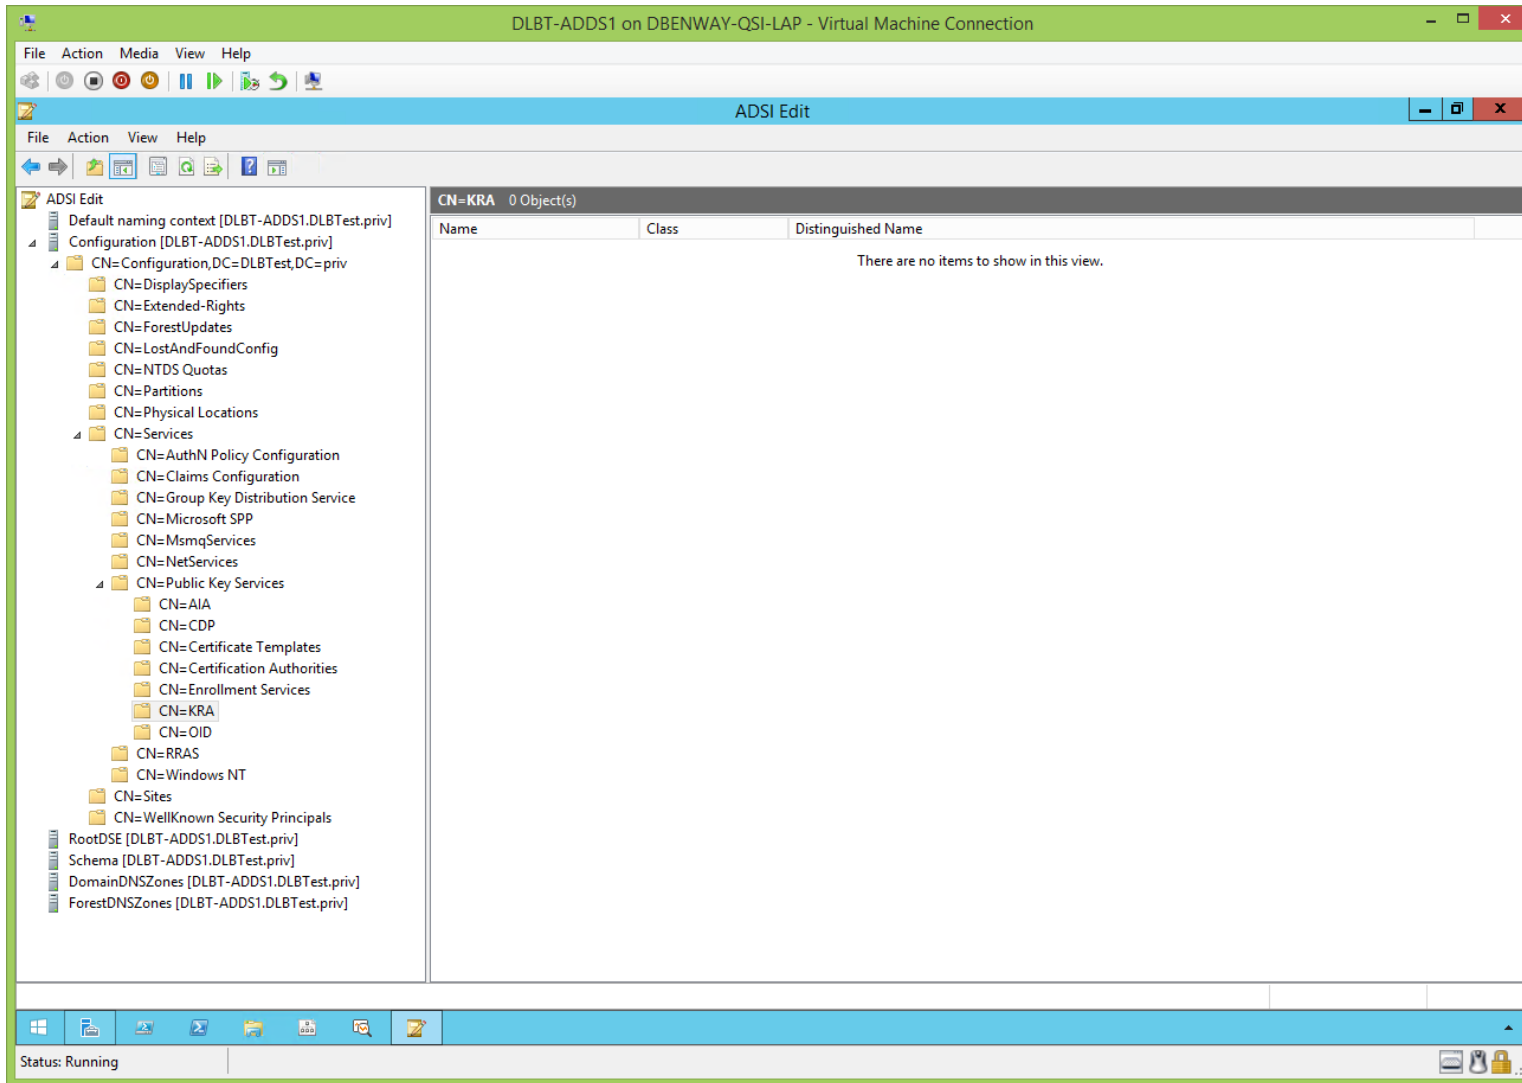 DLBT-ADDS1 on DBENWAY-QSI-LAP - Virtual Machine Connection
File Action Media View Help
ADSI Edit
File Action View Help
ADSI Edit
Default naming context [DLBT-ADDS1.DLBTest.priv]
Configuration [DLBT-ADDS1.DLBTest.priv]
CN=Configuration,DC=DLBTest,DC=priv
CN=DisplaySpecifiers
CN=Extended-Rights
CN=ForestUpdates
CN=LostAndFoundConfig
CN=NTDS Quotas
CN=Partitions
CN=Physical Locations
CN=Services
CN=AuthN Policy Configuration
CN=Claims Configuration
CN=Group Key Distribution Service
CN=Microsoft SPP
CN=MsmqServices
CN=NetServices
CN=Public Key Services
CN=AIA
CN=CDP
CN=Certificate Templates
CN=Certification Authorities
CN=Enrollment Services
CN=KRA
CN=OID
CN=RRAS
CN=Windows NT
CN=Sites
CN=WellKnown Security Principals
RootDSE [DLBT-ADDS1.DLBTest.priv]
Schema [DLBT-ADDS1.DLBTest.priv]
DomainDNSZones [DLBT-ADDS1.DLBTest.priv]
ForestDNSZones [DLBT-ADDS1.DLBTest.priv]
CN=KRA 0 Object(s)
Name Class Distinguished Name
There are no items to show in this view.
Status: Running